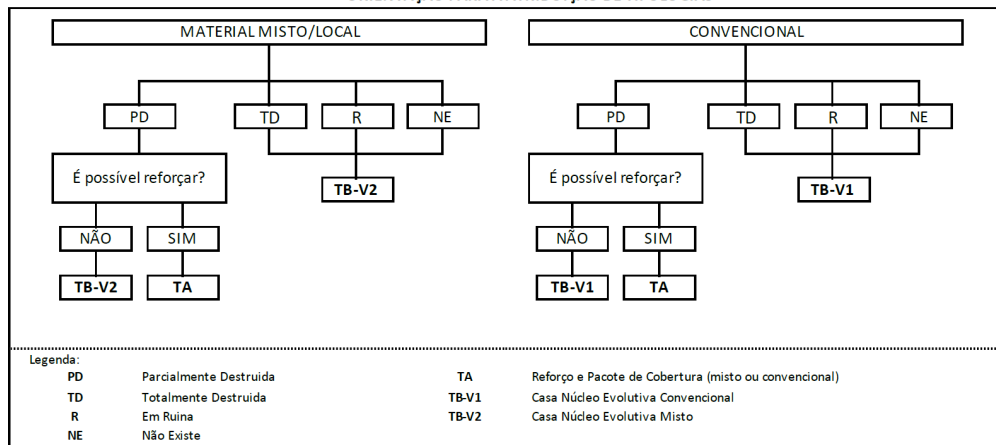 MATERIAL MISTO/LOCAL
CONVENCIONAL
PD
TD
R
NE
PD
TD
R
NE
É possível reforçar?
TB-V2
É possível reforçar?
TB-V1
NÃO
SIM
NÃO
SIM
TB-V2
TA
TB-V1
TA
Legenda:
PD Parcialmente Destruida TA Reforço e Pacote de Cobertura (misto ou convencional)
TD Totalmente Destruida TB-V1 Casa Núcleo Evolutiva Convencional
R Em Ruina TB-V2 Casa Núcleo Evolutiva Misto
NE Não Existe